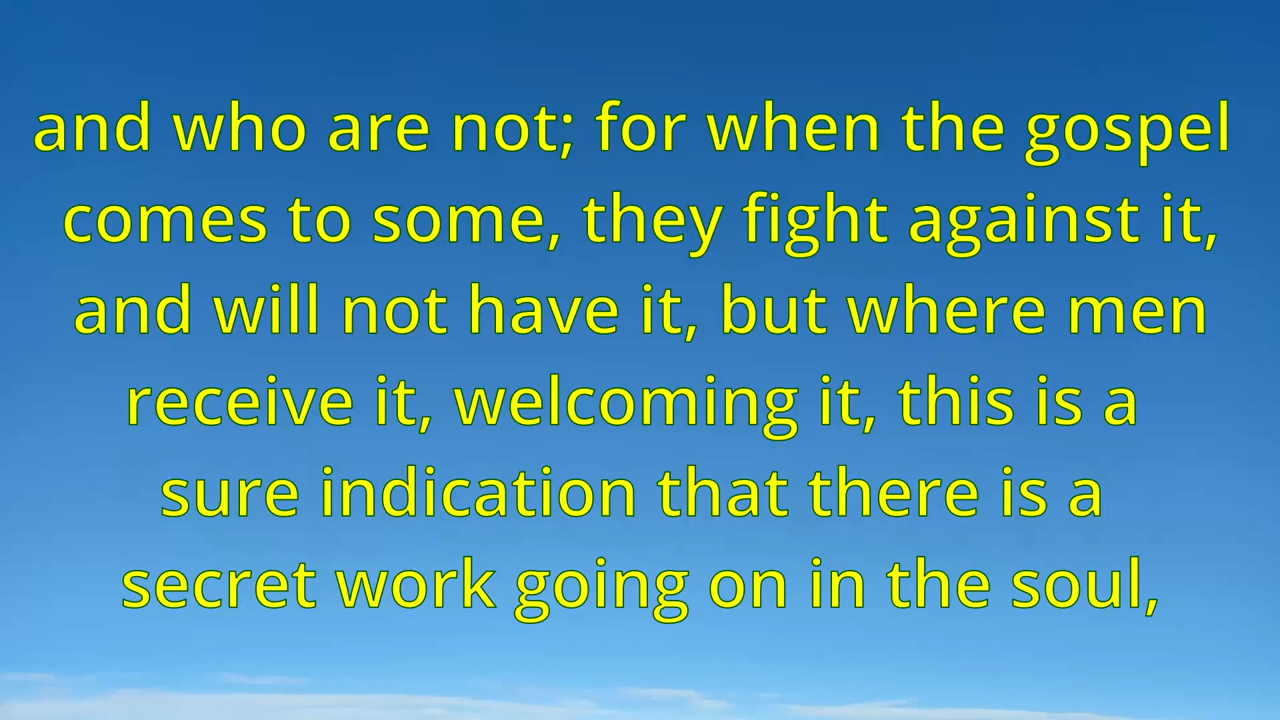 and who are not; for when the gospel
comes to some, they fight against it,
and will not have it, but where men
receive it, welcoming it, this is a
sure indication that there is a
secret work going on in the soul,